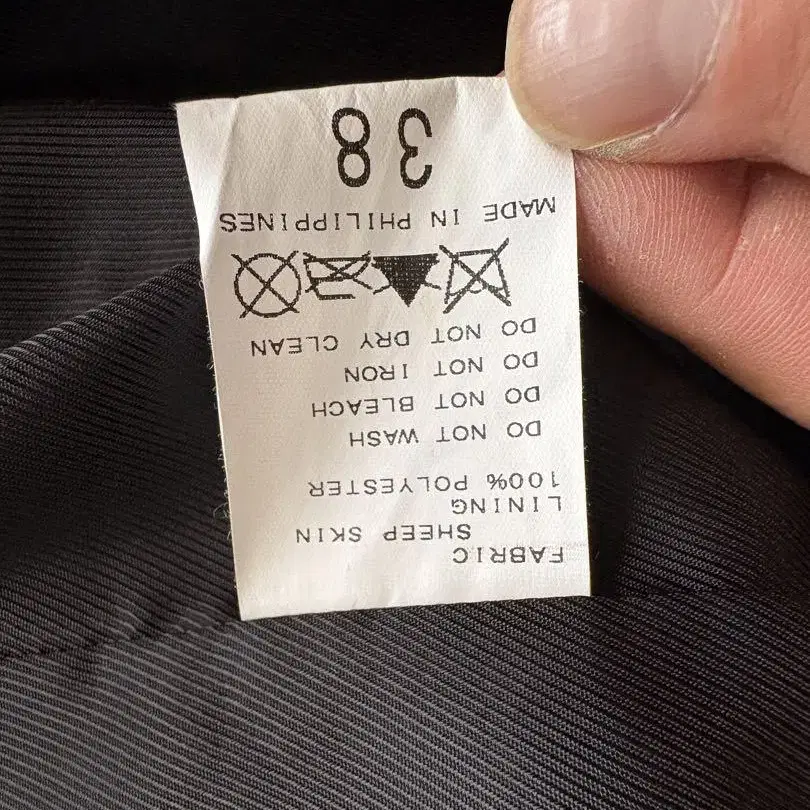 FABRIC
SHEEP SKIN
LINING
100% POLYESTER
DO NOT WASH
DO NOT BLEACH
DO NOT IRON
DO NOT DRY CLEAN
MADE IN PHILIPPINES
38